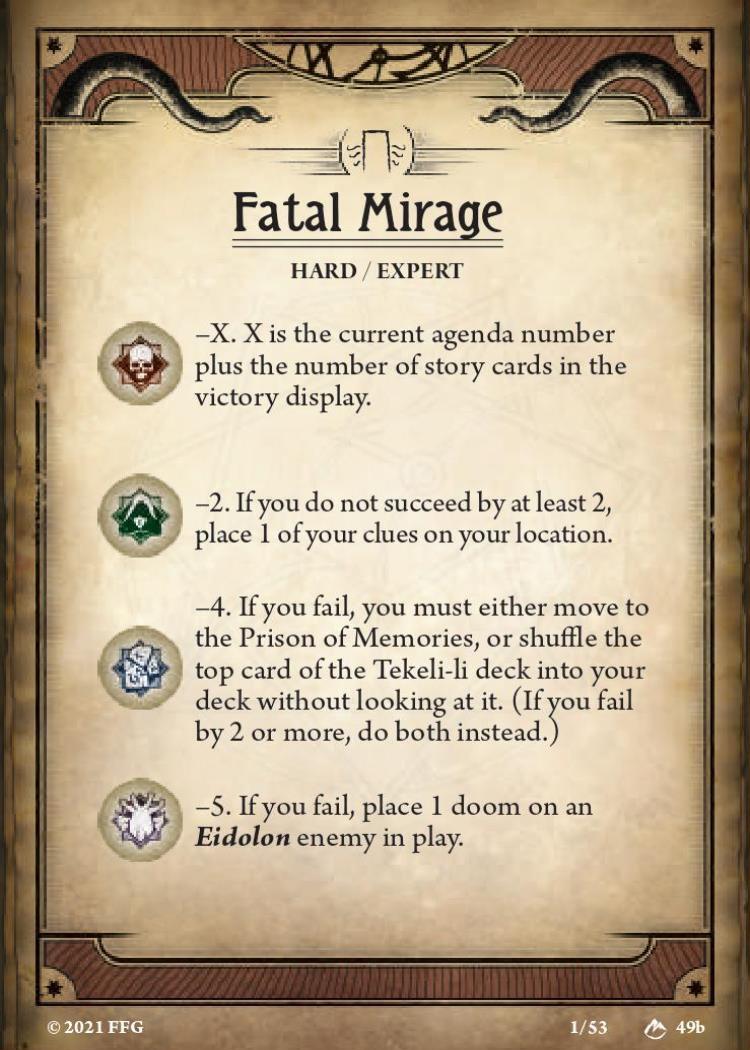 Fatal Mirage
HARD / EXPERT
–X. X is the current agenda number
plus the number of story cards in the
victory display.
–2. If you do not succeed by at least 2,
place 1 of your clues on your location.
–4. If you fail, you must either move to
the Prison of Memories, or shuffle the
top card of the Tekeli-li deck into your
deck without looking at it. (If you fail
by 2 or more, do both instead.)
–5. If you fail, place 1 doom on an
Eidolon enemy in play.
© 2021 FFG 1/53 49b